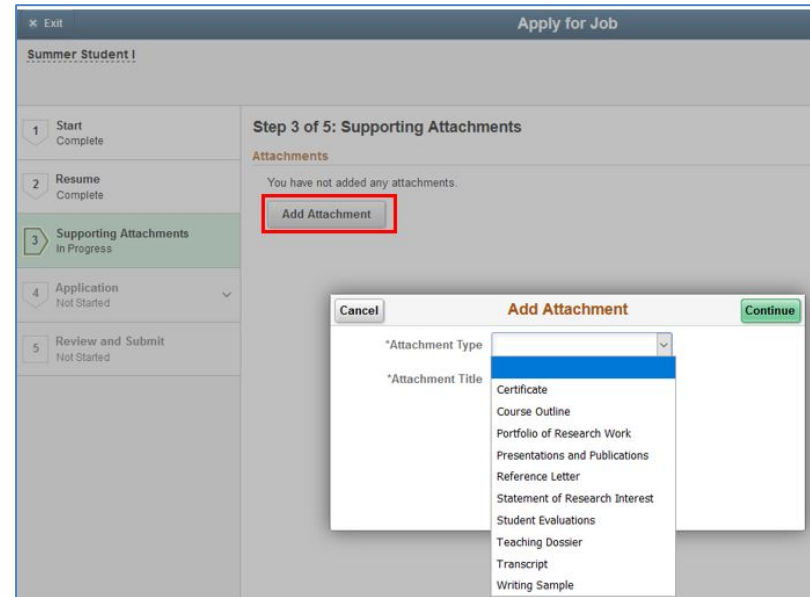 × Exit
Apply for Job
Summer Student I
1 Start
Complete
2 Resume
Complete
3 Supporting Attachments
In Progress
4 Application
Not Started
5 Review and Submit
Not Started
Step 3 of 5: Supporting Attachments
Attachments
You have not added any attachments.
Add Attachment
Cancel
Add Attachment
Continue
*Attachment Type
*Attachment Title
Certificate
Course Outline
Portfolio of Research Work
Presentations and Publications
Reference Letter
Statement of Research Interest
Student Evaluations
Teaching Dossier
Transcript
Writing Sample